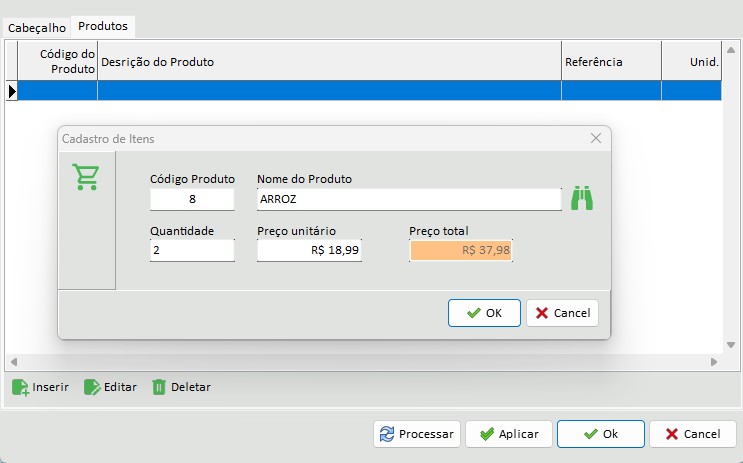 Cabeçalho Produtos
Código do Produto Desrição do Produto Referência Unid.
Cadastro de Itens
Código Produto Nome do Produto
8 ARROZ
Quantidade Preço unitário Preço total
2 R$ 18,99 R$ 37,98
OK Cancel
Inserir Editar Deletar
Processar Aplicar Ok Cancel